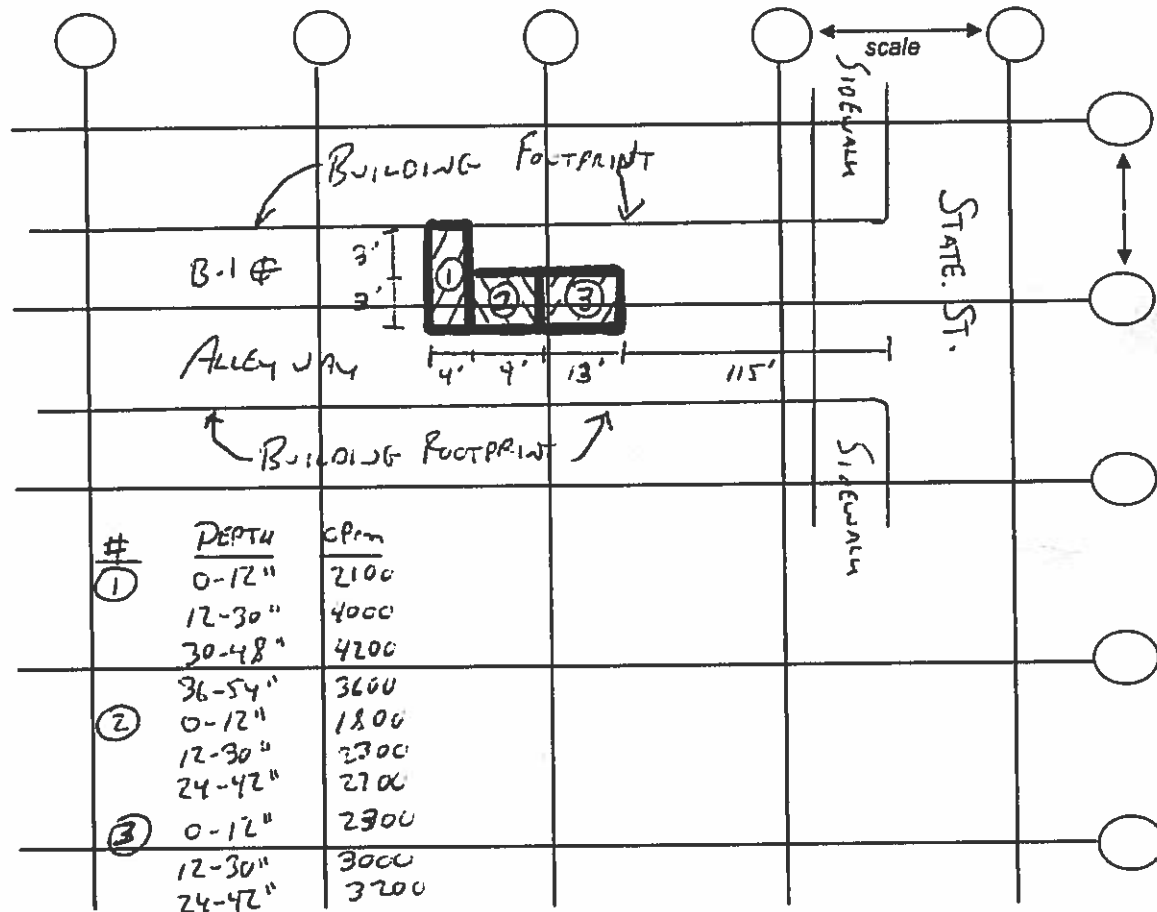 scale
SIDEWALK
BUILDING FOOTPRINT
STATE. ST.
3'
3'
B-1
①
②
③
ALLEY WAY
4'
9'
13'
115'
BUILDING FOOTPRINT
SIDEWALK
# DEPTH cpm
① 0-12" 2100
12-30" 4000
30-48" 4200
36-54" 3600
② 0-12" 1800
12-30" 2300
24-42" 2700
③ 0-12" 2300
12-30" 3000
24-42" 3200